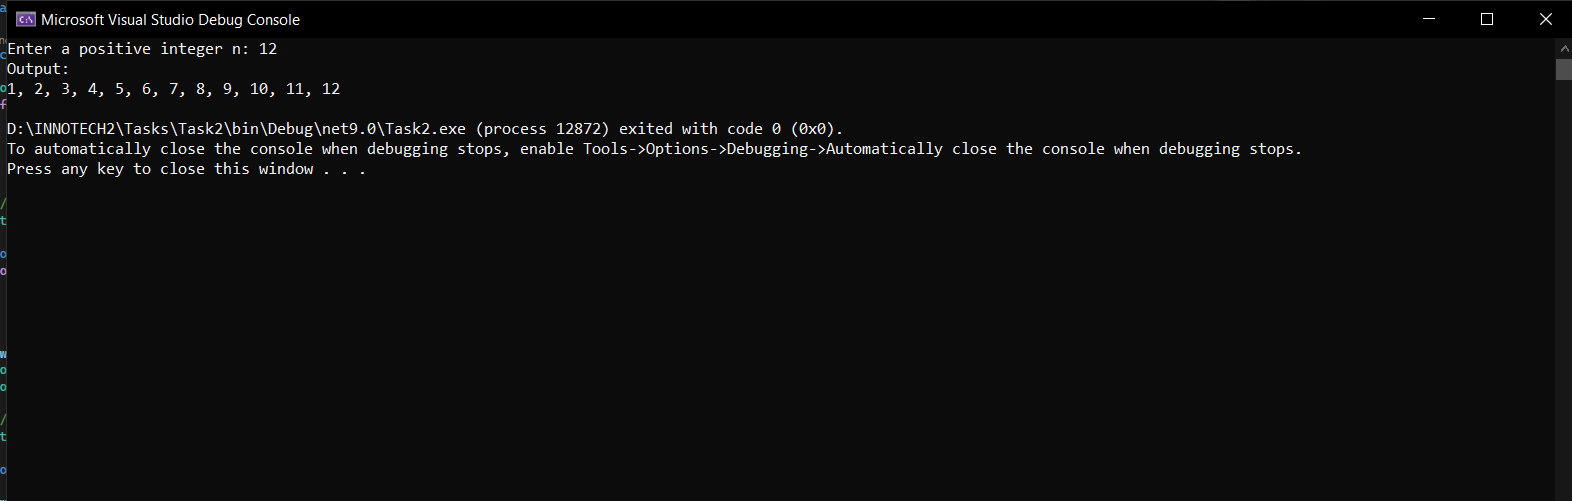 Microsoft Visual Studio Debug Console
Enter a positive integer n: 12
Output:
1, 2, 3, 4, 5, 6, 7, 8, 9, 10, 11, 12
D:\INNOTECH2\Tasks\Task2\bin\Debug\net9.0\Task2.exe (process 12872) exited with code 0 (0x0).
To automatically close the console when debugging stops, enable Tools->Options->Debugging->Automatically close the console when debugging stops.
Press any key to close this window . . .